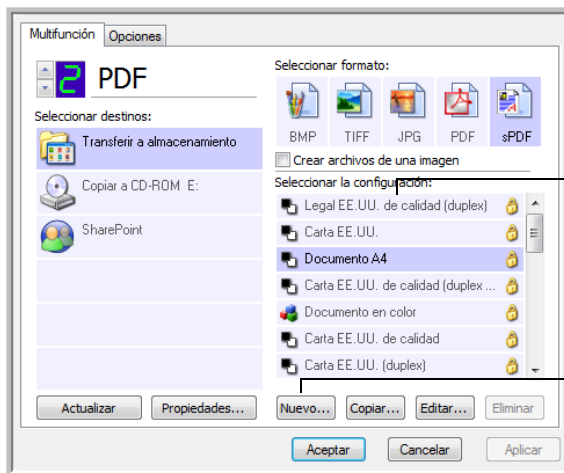 Multifunción Opciones
2 PDF
Seleccionar destinos:
Transferir a almacenamiento
Copiar a CD-ROM E:
SharePoint
Actualizar Propiedades...
Seleccionar formato:
BMP TIFF JPG PDF sPDF
Crear archivos de una imagen
Seleccionar la configuración:
Legal EE.UU. de calidad (duplex)
Carta EE.UU.
Documento A4
Carta EE.UU. de calidad (duplex ...
Documento en color
Carta EE.UU. de calidad
Carta EE.UU. (duplex)
Nuevo... Copiar... Editar... Eliminar
Aceptar Cancelar Aplicar